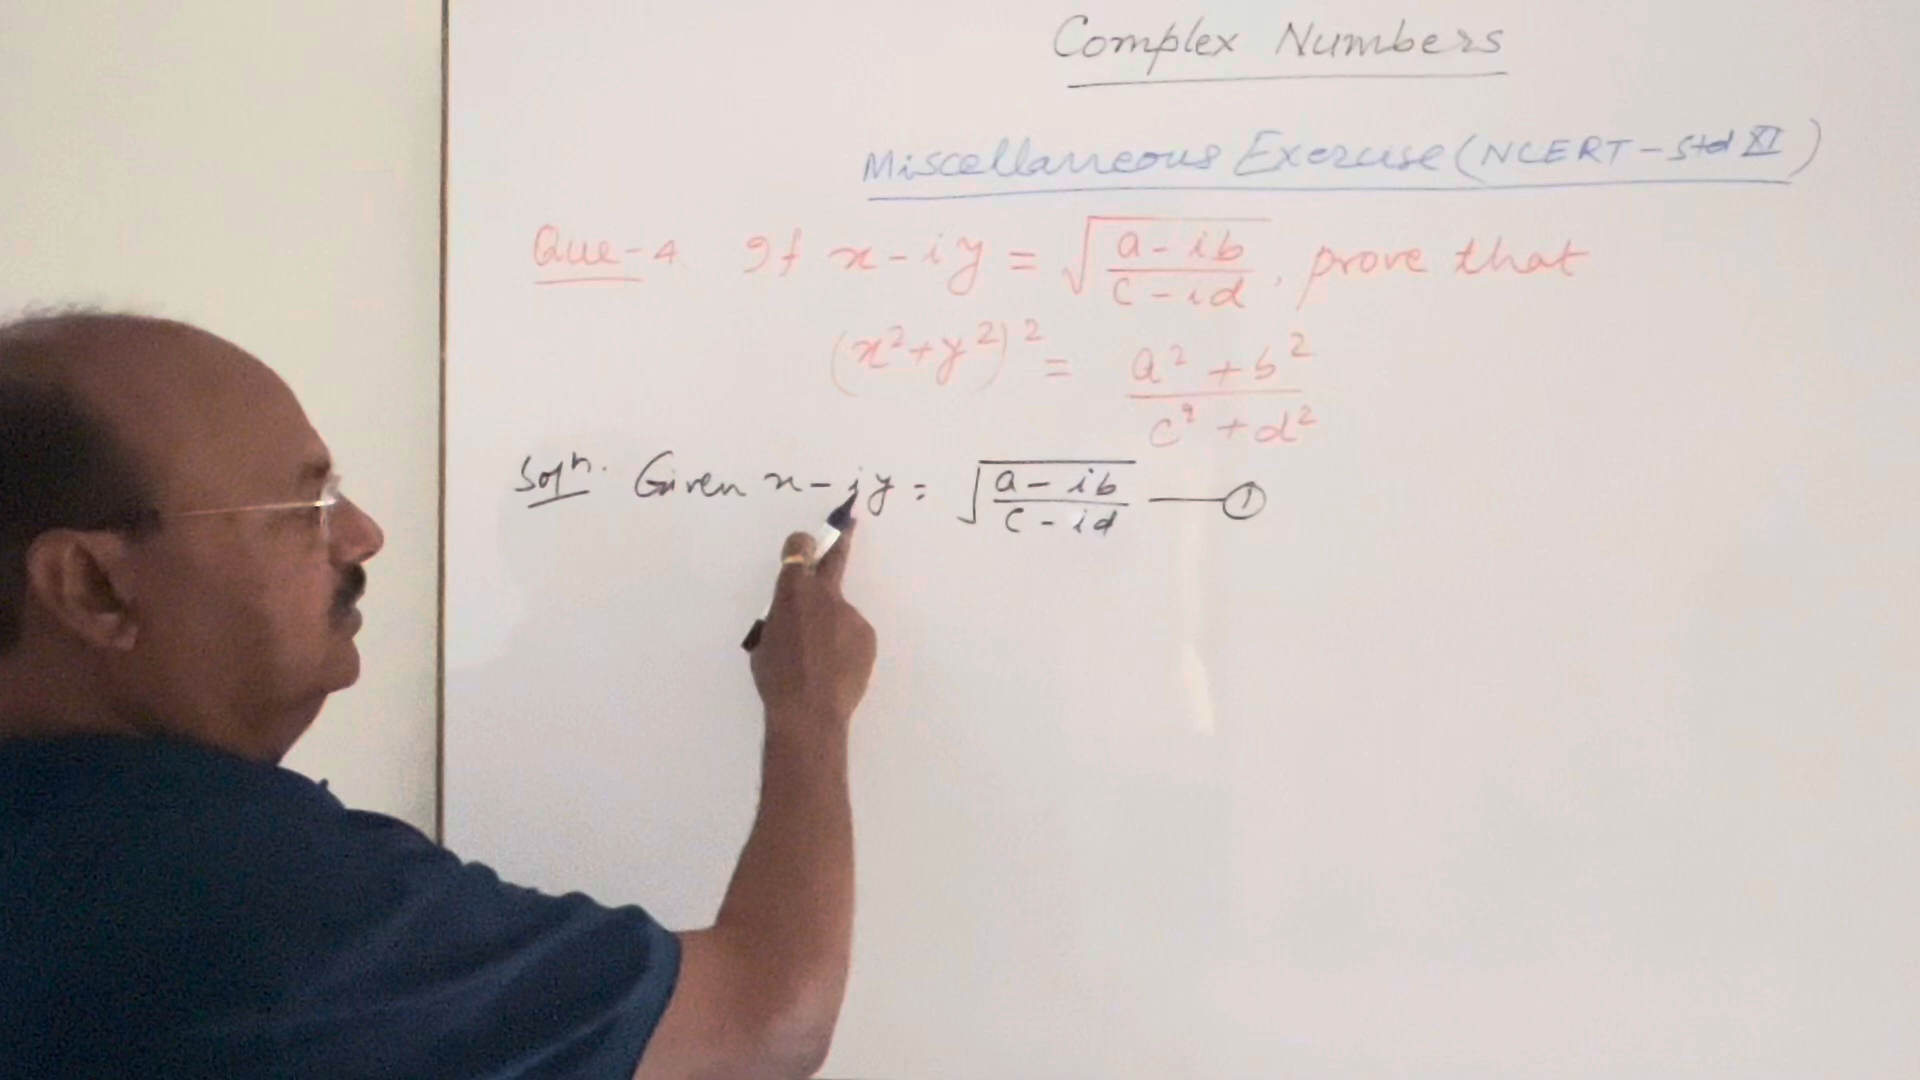 Complex Numbers
Miscellaneous Exercise (NCERT - Std XI)
Que-4 If x - iy = √((a - ib)/(c - id)), prove that
(x² + y²)² = (a² + b²)/(c² + d²)
Solⁿ. Given x - iy = √((a - ib)/(c - id)) —— ①